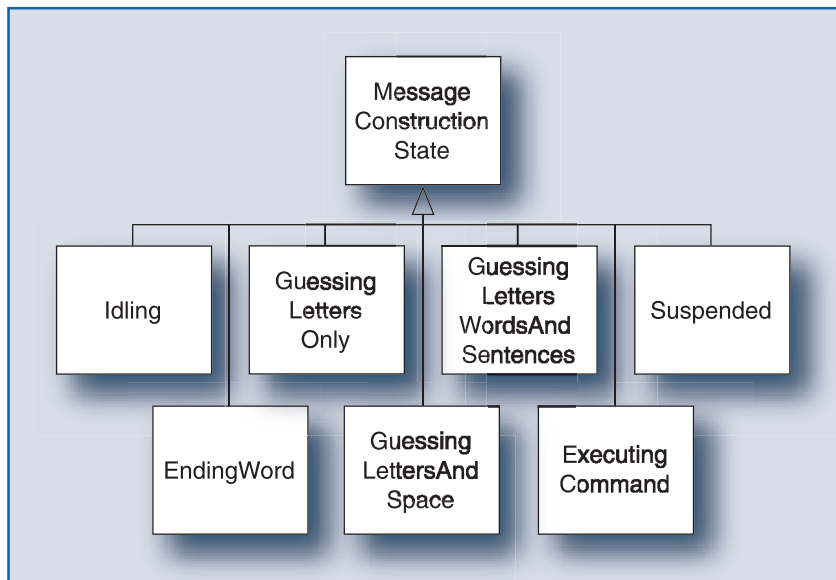 Message
Construction
State
Idling
Guessing
Letters
Only
Guessing
Letters
WordsAnd
Sentences
Suspended
EndingWord
Guessing
LettersAnd
Space
Executing
Command